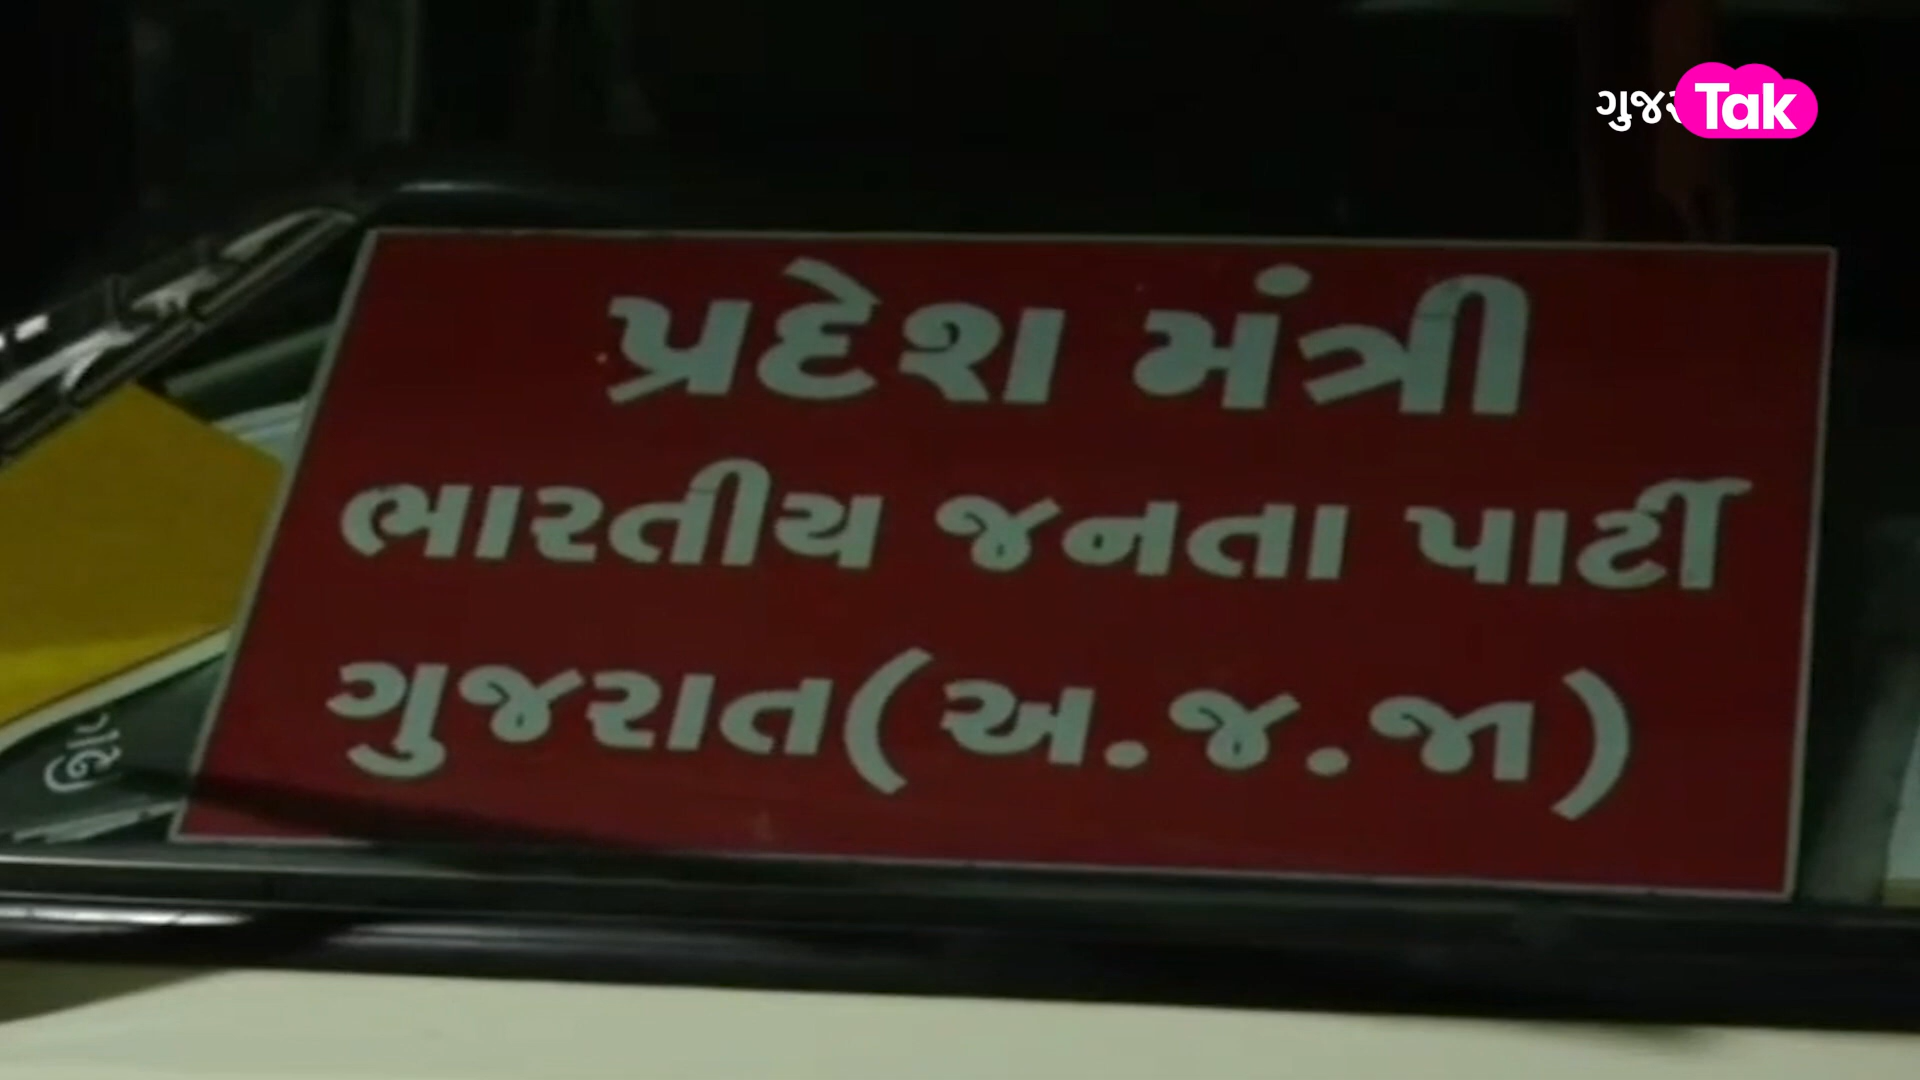 ગુજર Tak
પ્રદેશ મંત્રી
ભારતીય જનતા પાર્ટી
ગુજરાત(અ.જ.જા)